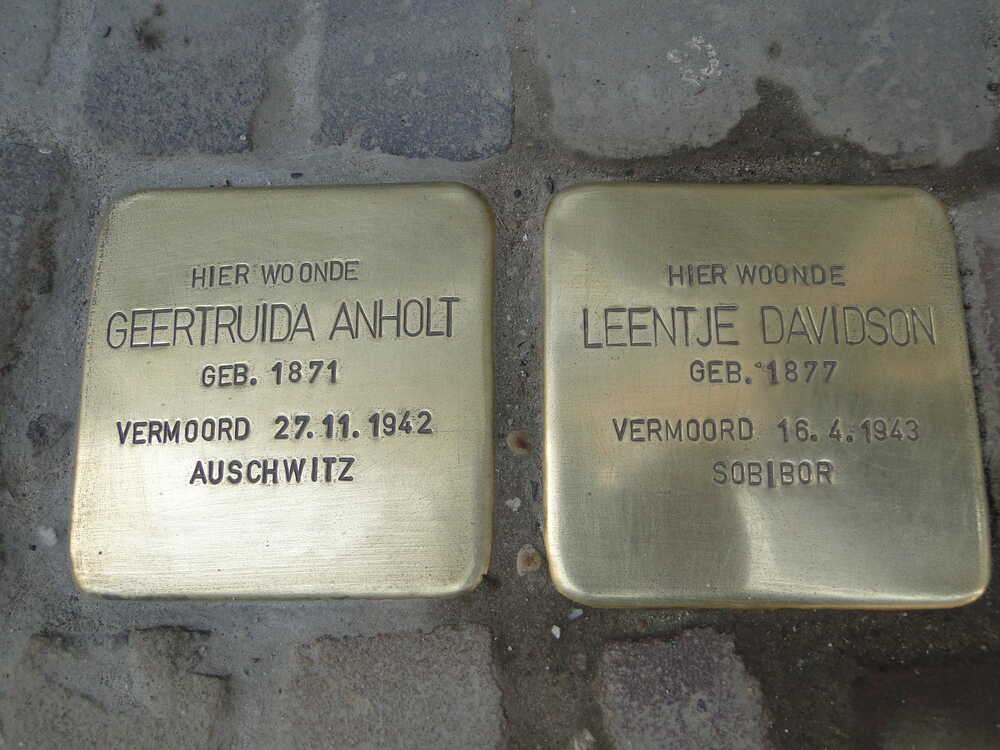 HIER WOONDE
GEERTRUIDA ANHOLT
GEB. 1871
VERMOORD 27.11.1942
AUSCHWITZ
HIER WOONDE
LEENTJE DAVIDSON
GEB. 1877
VERMOORD 16.4.1943
SOBIBOR